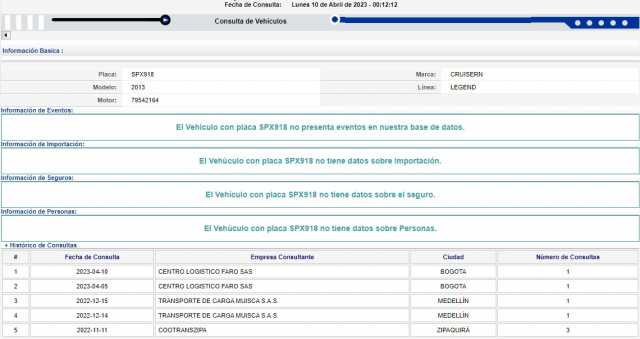 Fecha de Consulta: Lunes 10 de Abril de 2023 - 00:12:12
Consulta de Vehículos
Información Basica :
Placa: SPX918 Marca: CRUISERN
Modelo: 2013 Línea: LEGEND
Motor: 79542164
Información de Eventos:
El Vehículo con placa SPX918 no presenta eventos en nuestra base de datos.
Información de Importación:
El Vehúculo con placa SPX918 no tiene datos sobre Importación.
Información de Seguros:
El Vehículo con placa SPX918 no tiene datos sobre el seguro.
Información de Personas:
El Vehúculo con placa SPX918 no tiene datos sobre Personas.
+ Histórico de Consultas
# Fecha de Consulta Empresa Consultante Ciudad Número de Consultas
1 2023-04-10 CENTRO LOGISTICO FARO SAS BOGOTA 1
2 2023-04-05 CENTRO LOGISTICO FARO SAS BOGOTA 1
3 2022-12-15 TRANSPORTE DE CARGA MUISCA S.A.S. MEDELLÍN 1
4 2022-12-14 TRANSPORTE DE CARGA MUISCA S.A.S. MEDELLÍN 1
5 2022-11-11 COOTRANSZIPA ZIPAQUIRÁ 3